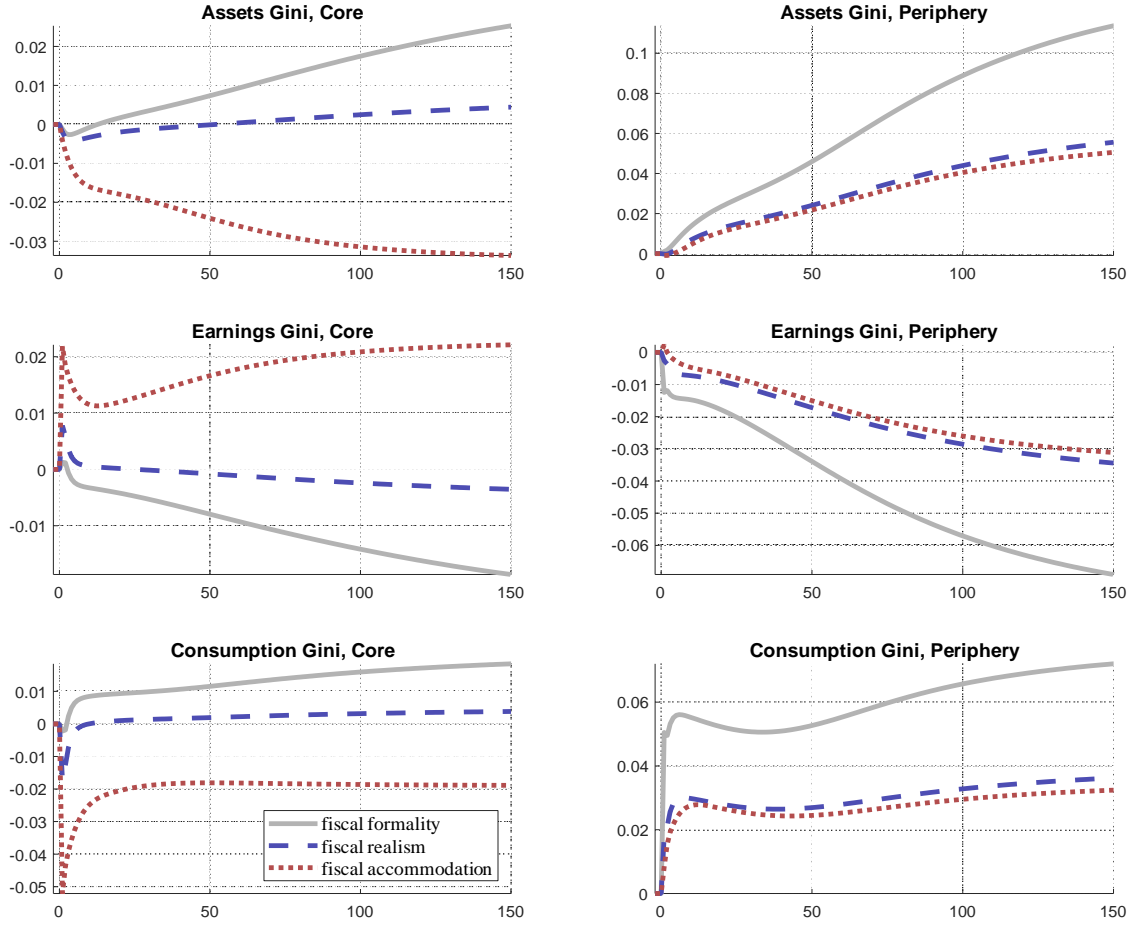 Assets Gini, Core
0.02
0.01
0
-0.01
-0.02
-0.03
0 50 100 150
Assets Gini, Periphery
0.1
0.08
0.06
0.04
0.02
0
0 50 100 150
Earnings Gini, Core
0.02
0.01
0
-0.01
0 50 100 150
Earnings Gini, Periphery
0
-0.01
-0.02
-0.03
-0.04
-0.05
-0.06
0 50 100 150
Consumption Gini, Core
0.01
0
-0.01
-0.02
-0.03
-0.04
-0.05
0 50 100 150
fiscal formality
fiscal realism
fiscal accommodation
Consumption Gini, Periphery
0.06
0.04
0.02
0
0 50 100 150